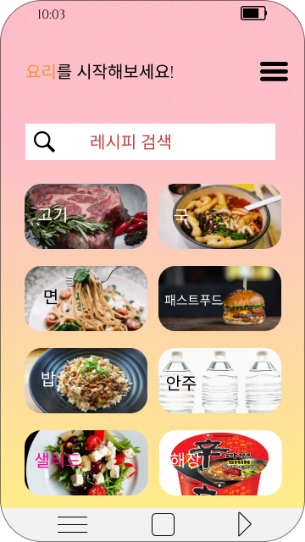 10:03
요리를 시작해보세요!
레시피 검색
고기
국
면
패스트푸드
밥
안주
샐러드
해장
辛